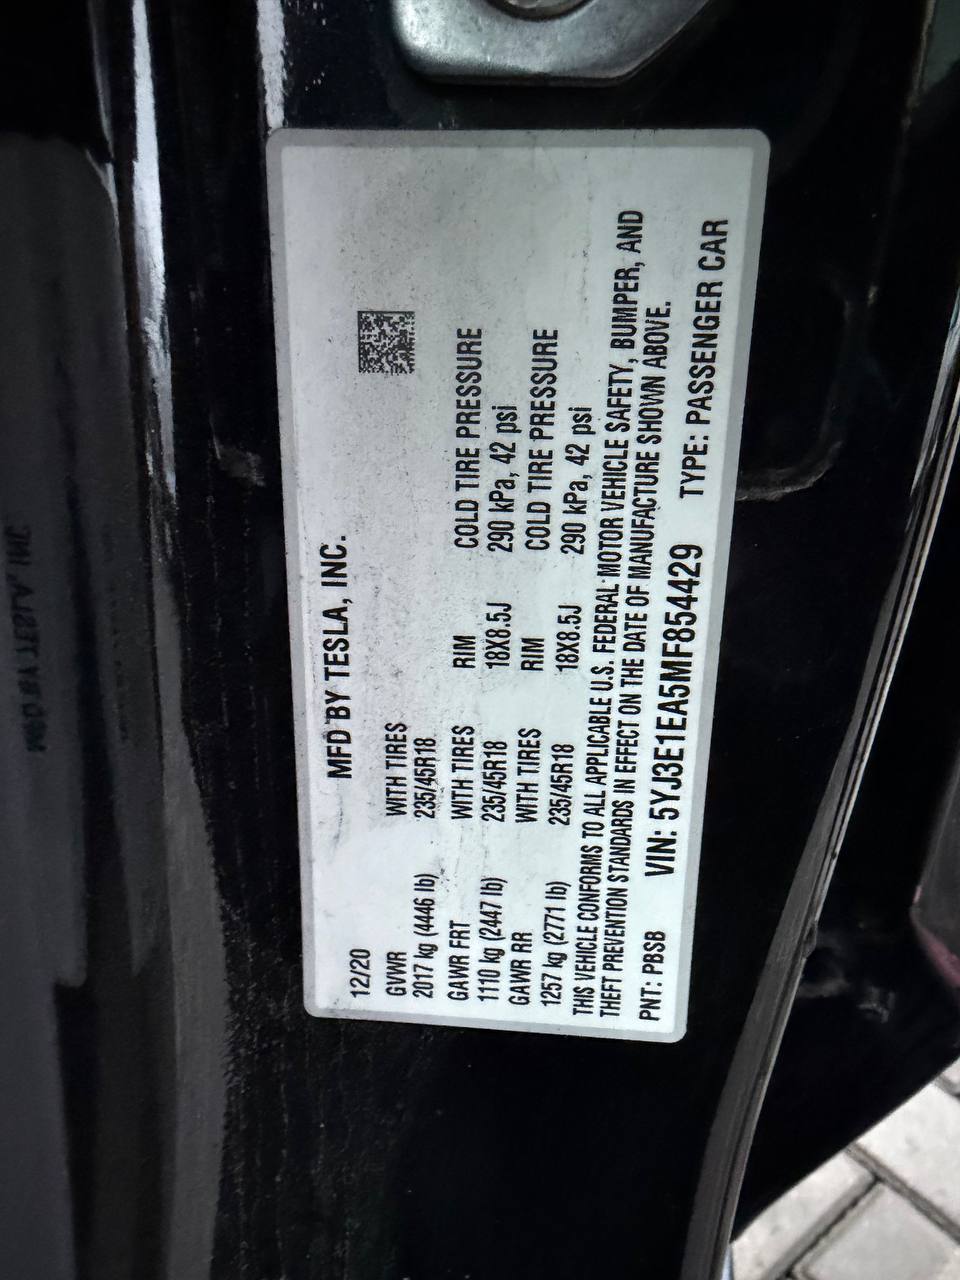 MFD BY TESLA, INC.
12/20
GVWR WITH TIRES
2017 kg (4446 lb) 235/45R18
GAWR FRT WITH TIRES RIM COLD TIRE PRESSURE
1110 kg (2447 lb) 235/45R18 18X8.5J 290 kPa, 42 psi
GAWR RR WITH TIRES RIM COLD TIRE PRESSURE
1257 kg (2771 lb) 235/45R18 18X8.5J 290 kPa, 42 psi
THIS VEHICLE CONFORMS TO ALL APPLICABLE U.S. FEDERAL MOTOR VEHICLE SAFETY, BUMPER, AND
THEFT PREVENTION STANDARDS IN EFFECT ON THE DATE OF MANUFACTURE SHOWN ABOVE.
PNT: PBSB VIN: 5YJ3E1EA5MF854429 TYPE: PASSENGER CAR